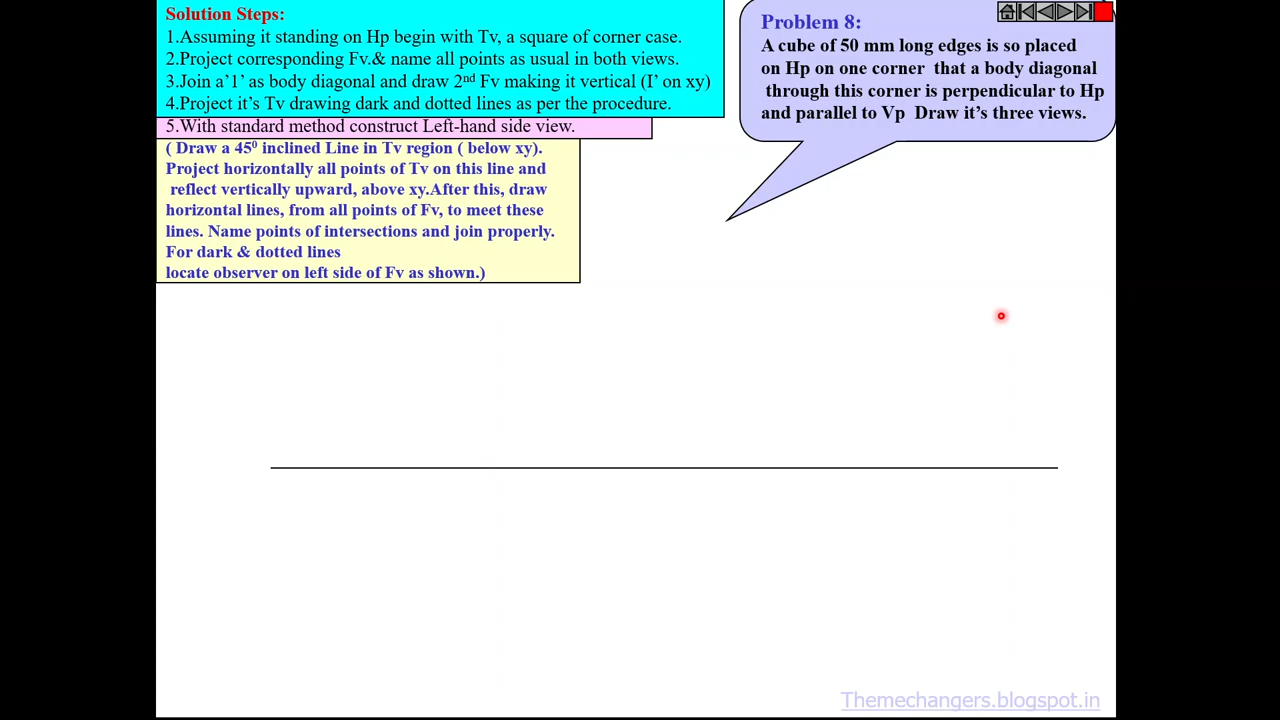 Solution Steps:
1.Assuming it standing on Hp begin with Tv, a square of corner case.
2.Project corresponding Fv.& name all points as usual in both views.
3.Join a’1’ as body diagonal and draw 2nd Fv making it vertical (I’ on xy)
4.Project it’s Tv drawing dark and dotted lines as per the procedure.
5.With standard method construct Left-hand side view.
( Draw a 45⁰ inclined Line in Tv region ( below xy).
Project horizontally all points of Tv on this line and
reflect vertically upward, above xy.After this, draw
horizontal lines, from all points of Fv, to meet these
lines. Name points of intersections and join properly.
For dark & dotted lines
locate observer on left side of Fv as shown.)
Problem 8:
A cube of 50 mm long edges is so placed
on Hp on one corner that a body diagonal
through this corner is perpendicular to Hp
and parallel to Vp Draw it’s three views.
Themechangers.blogspot.in